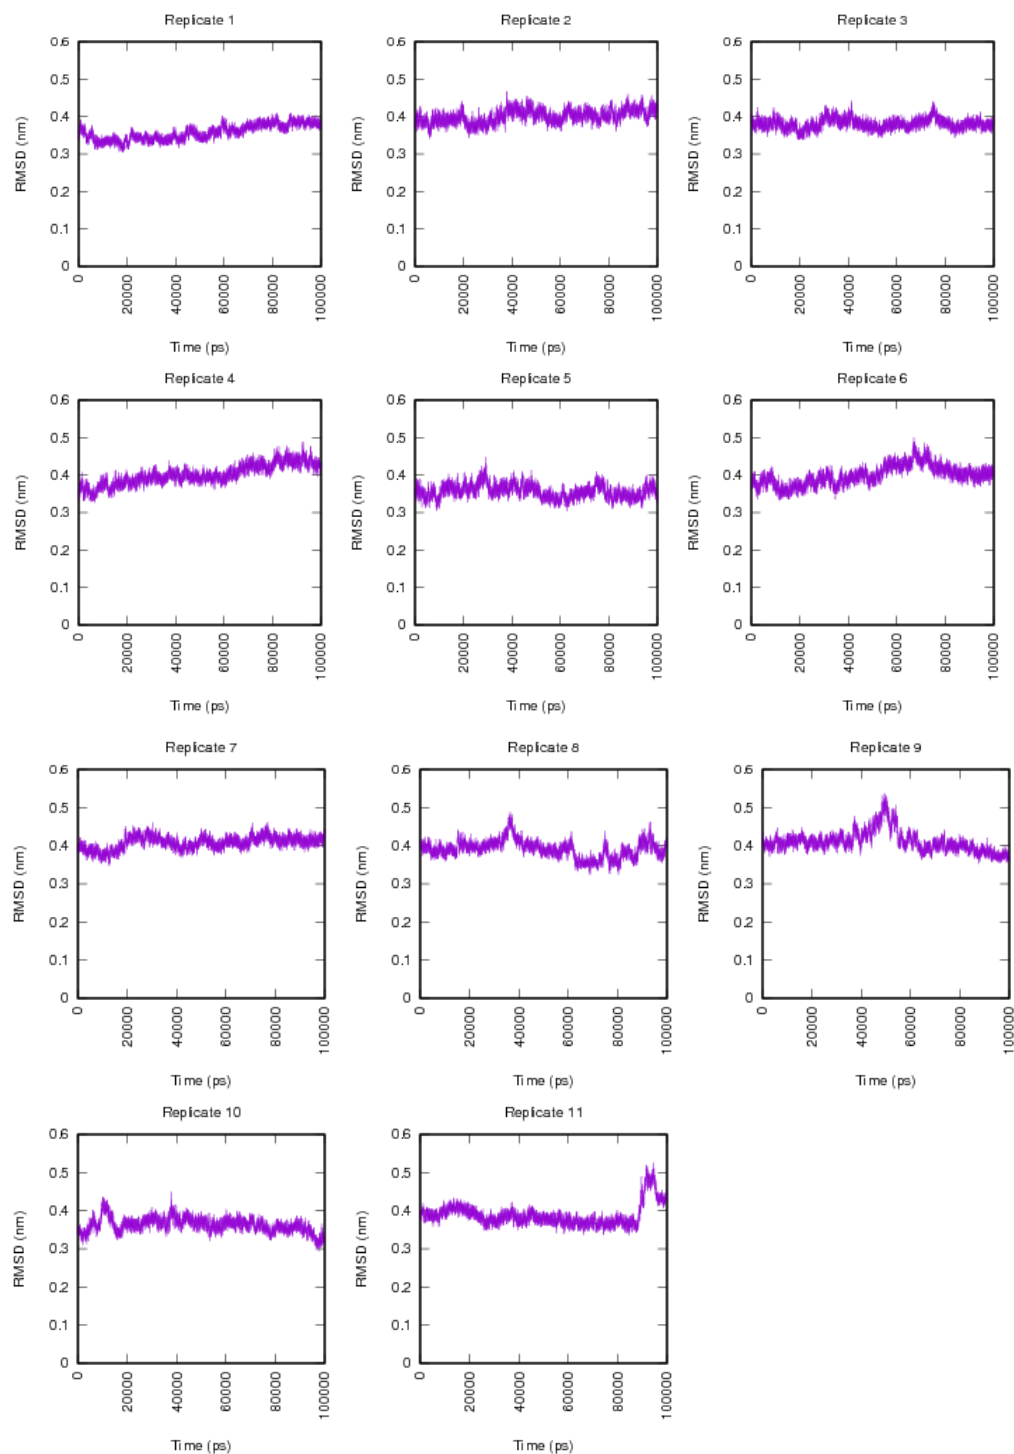 Replicate 1 Replicate 2 Replicate 3
0.6 0.6 0.6
0.5 0.5 0.5
0.4 0.4 0.4
0.3 0.3 0.3
0.2 0.2 0.2
0.1 0.1 0.1
0 0 0
RMSD (nm) RMSD (nm) RMSD (nm)
0 20000 40000 60000 80000 100000 0 20000 40000 60000 80000 100000 0 20000 40000 60000 80000 100000
Time (ps) Time (ps) Time (ps)
Replicate 4 Replicate 5 Replicate 6
0.6 0.6 0.6
0.5 0.5 0.5
0.4 0.4 0.4
0.3 0.3 0.3
0.2 0.2 0.2
0.1 0.1 0.1
0 0 0
RMSD (nm) RMSD (nm) RMSD (nm)
0 20000 40000 60000 80000 100000 0 20000 40000 60000 80000 100000 0 20000 40000 60000 80000 100000
Time (ps) Time (ps) Time (ps)
Replicate 7 Replicate 8 Replicate 9
0.6 0.6 0.6
0.5 0.5 0.5
0.4 0.4 0.4
0.3 0.3 0.3
0.2 0.2 0.2
0.1 0.1 0.1
0 0 0
RMSD (nm) RMSD (nm) RMSD (nm)
0 20000 40000 60000 80000 100000 0 20000 40000 60000 80000 100000 0 20000 40000 60000 80000 100000
Time (ps) Time (ps) Time (ps)
Replicate 10 Replicate 11
0.6 0.6
0.5 0.5
0.4 0.4
0.3 0.3
0.2 0.2
0.1 0.1
0 0
RMSD (nm) RMSD (nm)
0 20000 40000 60000 80000 100000 0 20000 40000 60000 80000 100000
Time (ps) Time (ps)